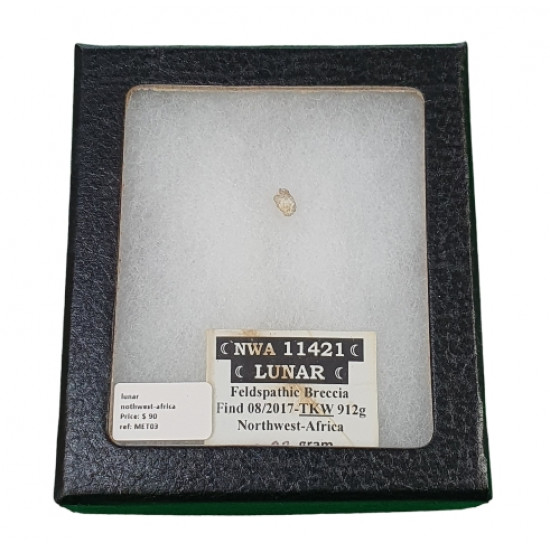 NWA 11421
LUNAR
Feldspathic Breccia
Find 08/2017-TKW 912g
Northwest-Africa
gram
lunar
nothwest-africa
Price: $ 90
ref: MET03